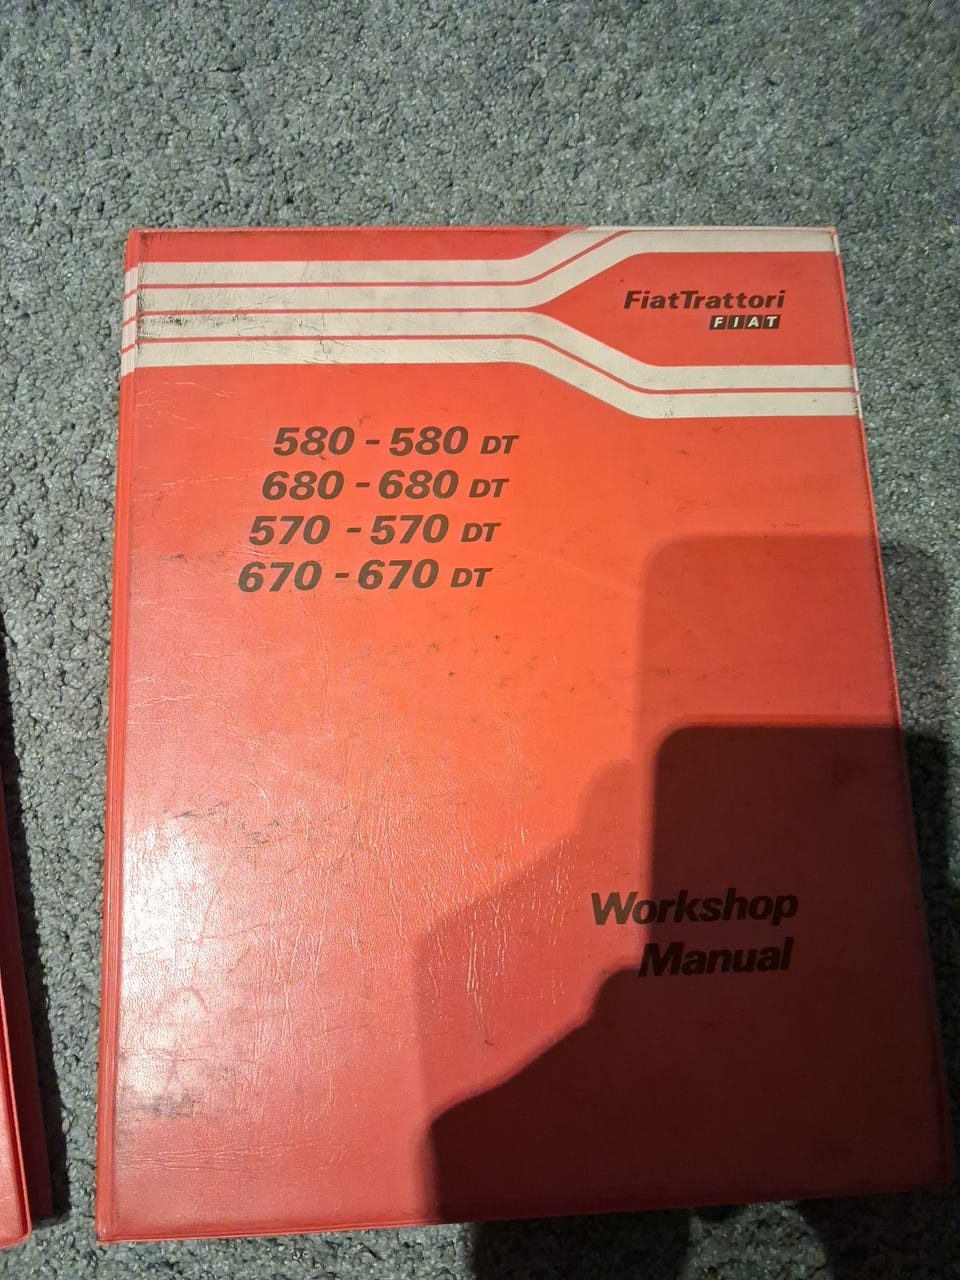 FiatTrattori
FIAT
580 - 580 DT
680 - 680 DT
570 - 570 DT
670 - 670 DT
Workshop
Manual